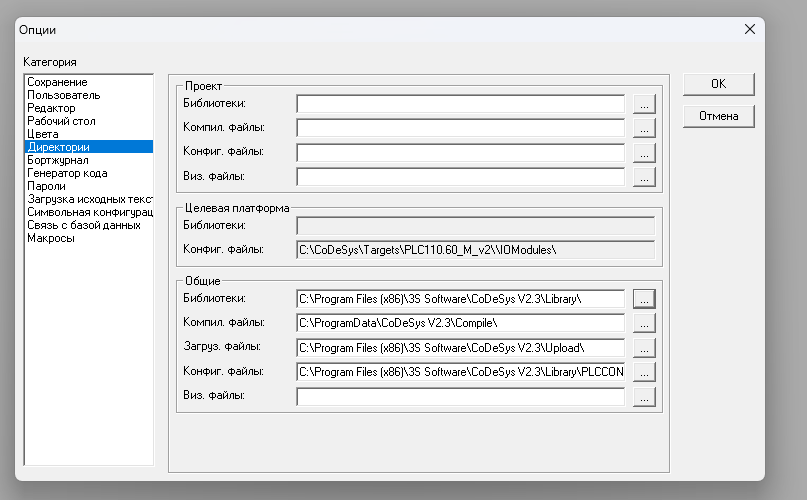 Опции
Категория
Сохранение
Пользователь
Редактор
Рабочий стол
Цвета
Директории
Бортжурнал
Генератор кода
Пароли
Загрузка исходных текст
Символьная конфигурац
Связь с базой данных
Макросы
Проект
Библиотеки:
...
Компил. файлы:
...
Конфиг. файлы:
...
Виз. файлы:
...
Целевая платформа
Библиотеки:
Конфиг. файлы: C:\CoDeSys\Targets\PLC110.60_M_v2\\IOModules\
Общие
Библиотеки: C:\Program Files (x86)\3S Software\CoDeSys V2.3\Library\ ...
Компил. файлы: C:\ProgramData\CoDeSys V2.3\Compile\ ...
Загруз. файлы: C:\Program Files (x86)\3S Software\CoDeSys V2.3\Upload\ ...
Конфиг. файлы: C:\Program Files (x86)\3S Software\CoDeSys V2.3\Library\PLCCON ...
Виз. файлы: ...
OK
Отмена